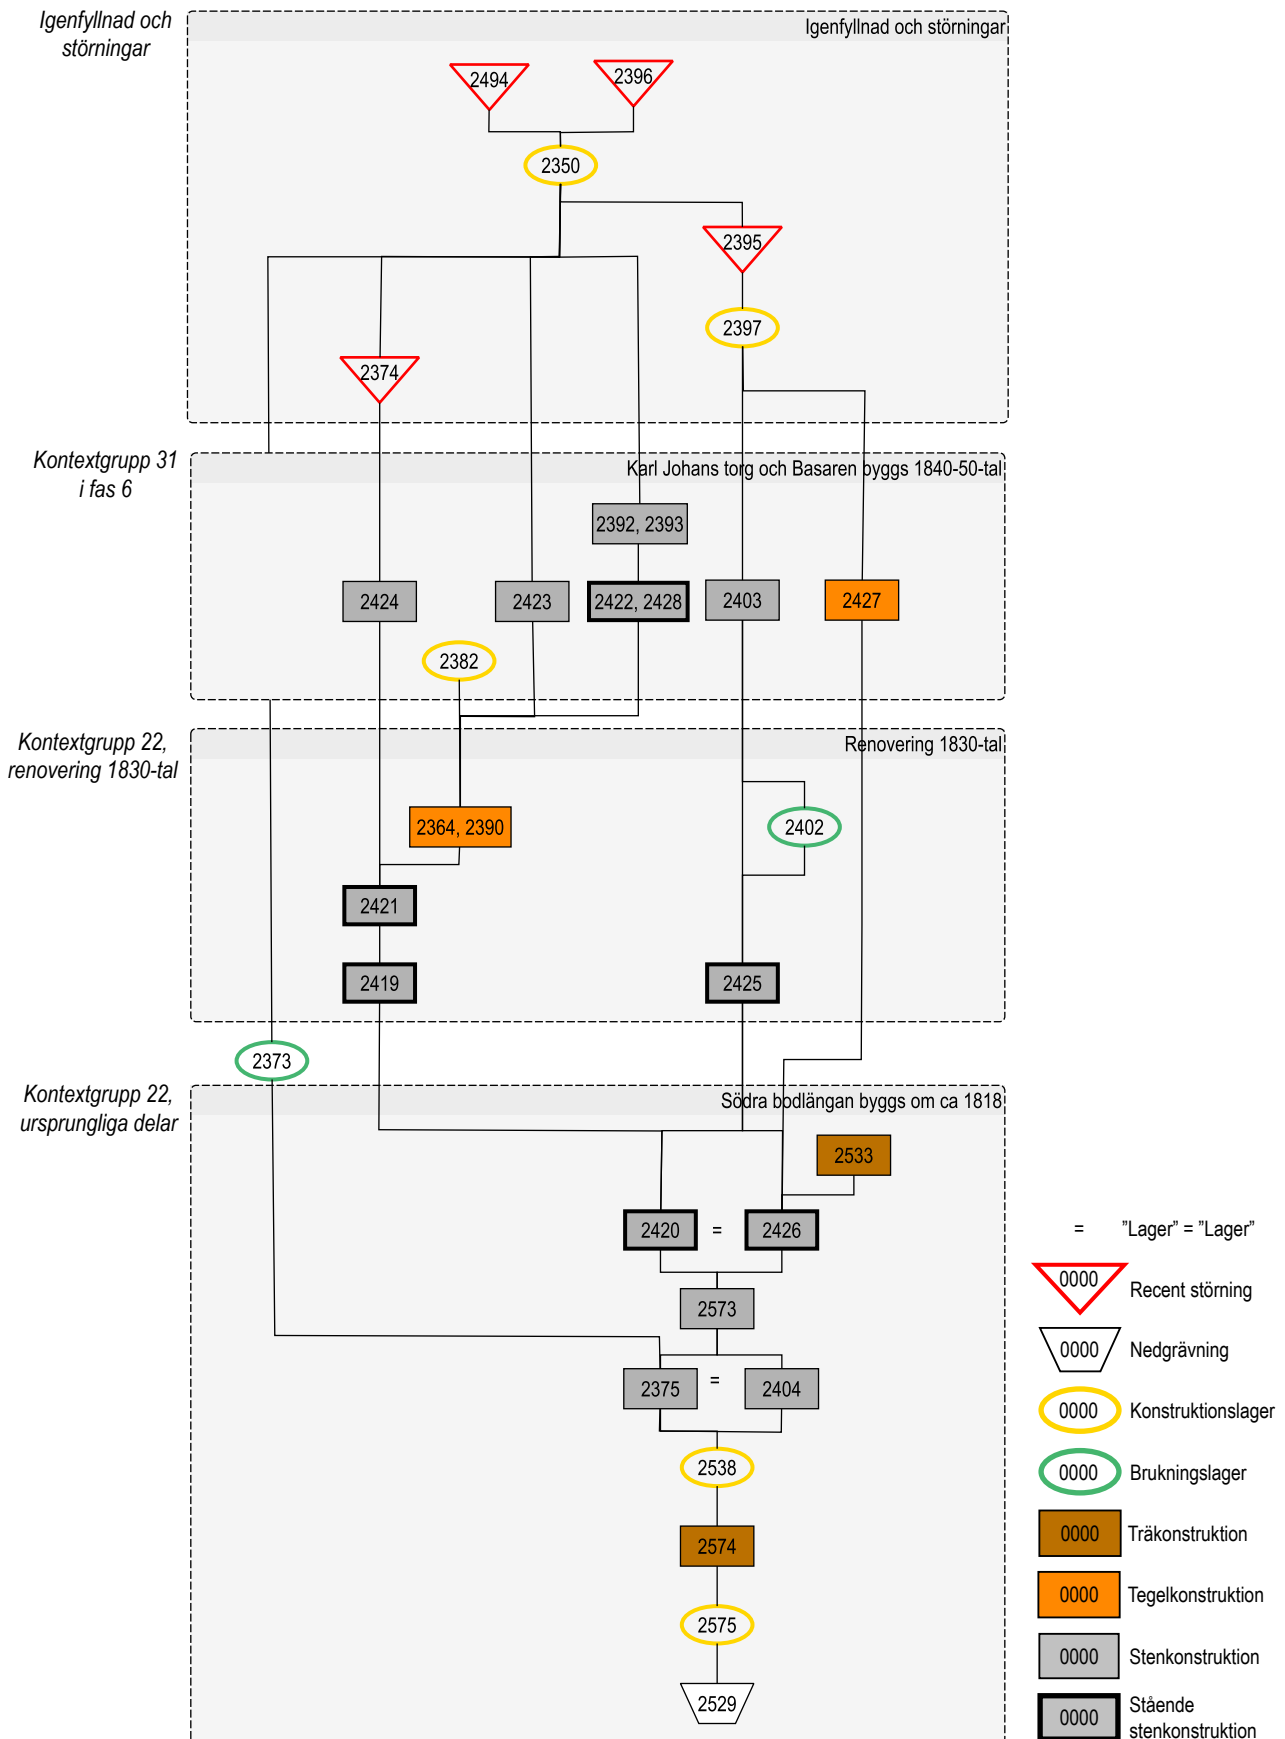 Igenfyllnad och
störningar
Igenfyllnad och störningar
2494
2396
2350
2395
2397
2374
Kontextgrupp 31
i fas 6
Karl Johans torg och Basaren byggs 1840-50-tal
2392, 2393
2424
2423
2422, 2428
2403
2427
2382
Kontextgrupp 22,
renovering 1830-tal
Renovering 1830-tal
2364, 2390
2402
2421
2419
2425
2373
Kontextgrupp 22,
ursprungliga delar
Södra bodlängan byggs om ca 1818
2533
2420
=
2426
2573
2375
=
2404
2538
2574
2575
2529
= ”Lager” = ”Lager”
0000 Recent störning
0000 Nedgrävning
0000 Konstruktionslager
0000 Brukningslager
0000 Träkonstruktion
0000 Tegelkonstruktion
0000 Stenkonstruktion
0000 Stående
stenkonstruktion